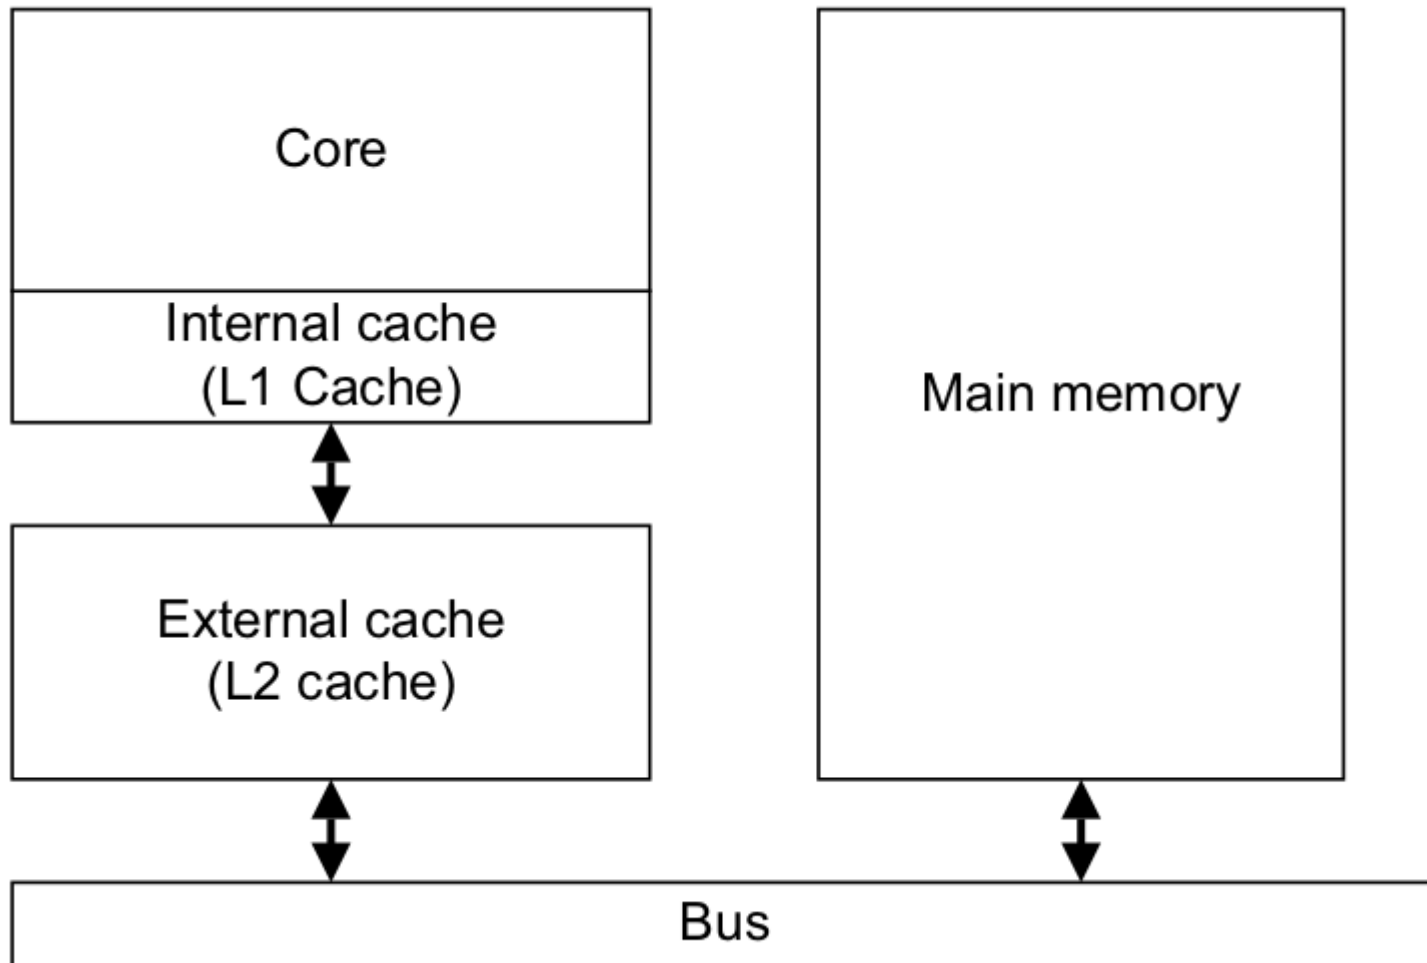 Core
Internal cache
(L1 Cache)
Main memory
External cache
(L2 cache)
Bus